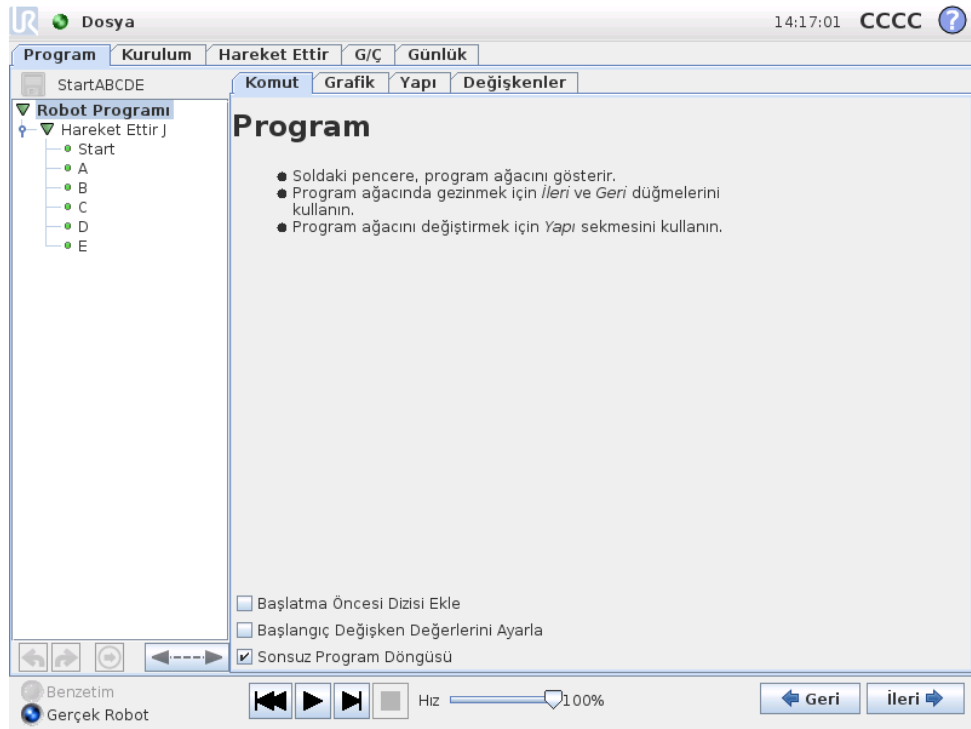 Dosya 14:17:01 CCCC ?
Program Kurulum Hareket Ettir G/Ç Günlük
StartABCDE Komut Grafik Yapı Değişkenler
Robot Programı
Hareket Ettir J
Start
A
B
C
D
E
Program
Soldaki pencere, program ağacını gösterir.
Program ağacında gezinmek için İleri ve Geri düğmelerini
kullanın.
Program ağacını değiştirmek için Yapı sekmesini kullanın.
Başlatma Öncesi Dizisi Ekle
Başlangıç Değişken Değerlerini Ayarla
Sonsuz Program Döngüsü
Benzetim
Gerçek Robot
Hız 100%
Geri İleri